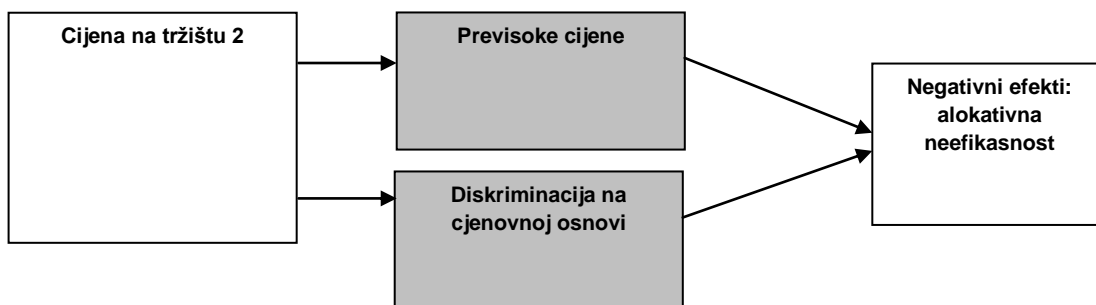 Cijena na tržištu 2
Previsoke cijene
Diskriminacija na
cjenovnoj osnovi
Negativni efekti:
alokativna
neefikasnost